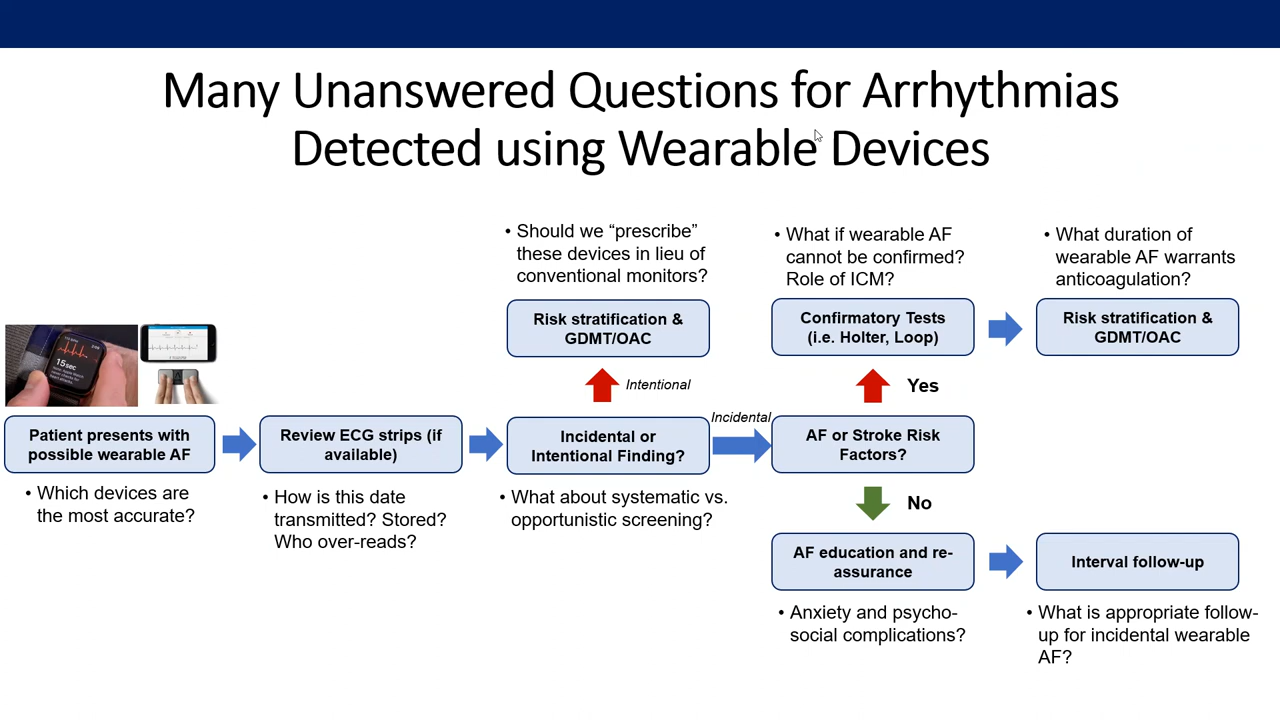 Many Unanswered Questions for Arrhythmias
Detected using Wearable Devices
• Should we “prescribe”
these devices in lieu of
conventional monitors?
• What if wearable AF
cannot be confirmed?
Role of ICM?
• What duration of
wearable AF warrants
anticoagulation?
Risk stratification &
GDMT/OAC
Confirmatory Tests
(i.e. Holter, Loop)
Risk stratification &
GDMT/OAC
15 sec
Intentional
Yes
Incidental
Patient presents with
possible wearable AF
Review ECG strips (if
available)
Incidental or
Intentional Finding?
AF or Stroke Risk
Factors?
• Which devices are
the most accurate?
• How is this date
transmitted? Stored?
Who over-reads?
• What about systematic vs.
opportunistic screening?
No
AF education and re-
assurance
Interval follow-up
• Anxiety and psycho-
social complications?
• What is appropriate follow-
up for incidental wearable
AF?